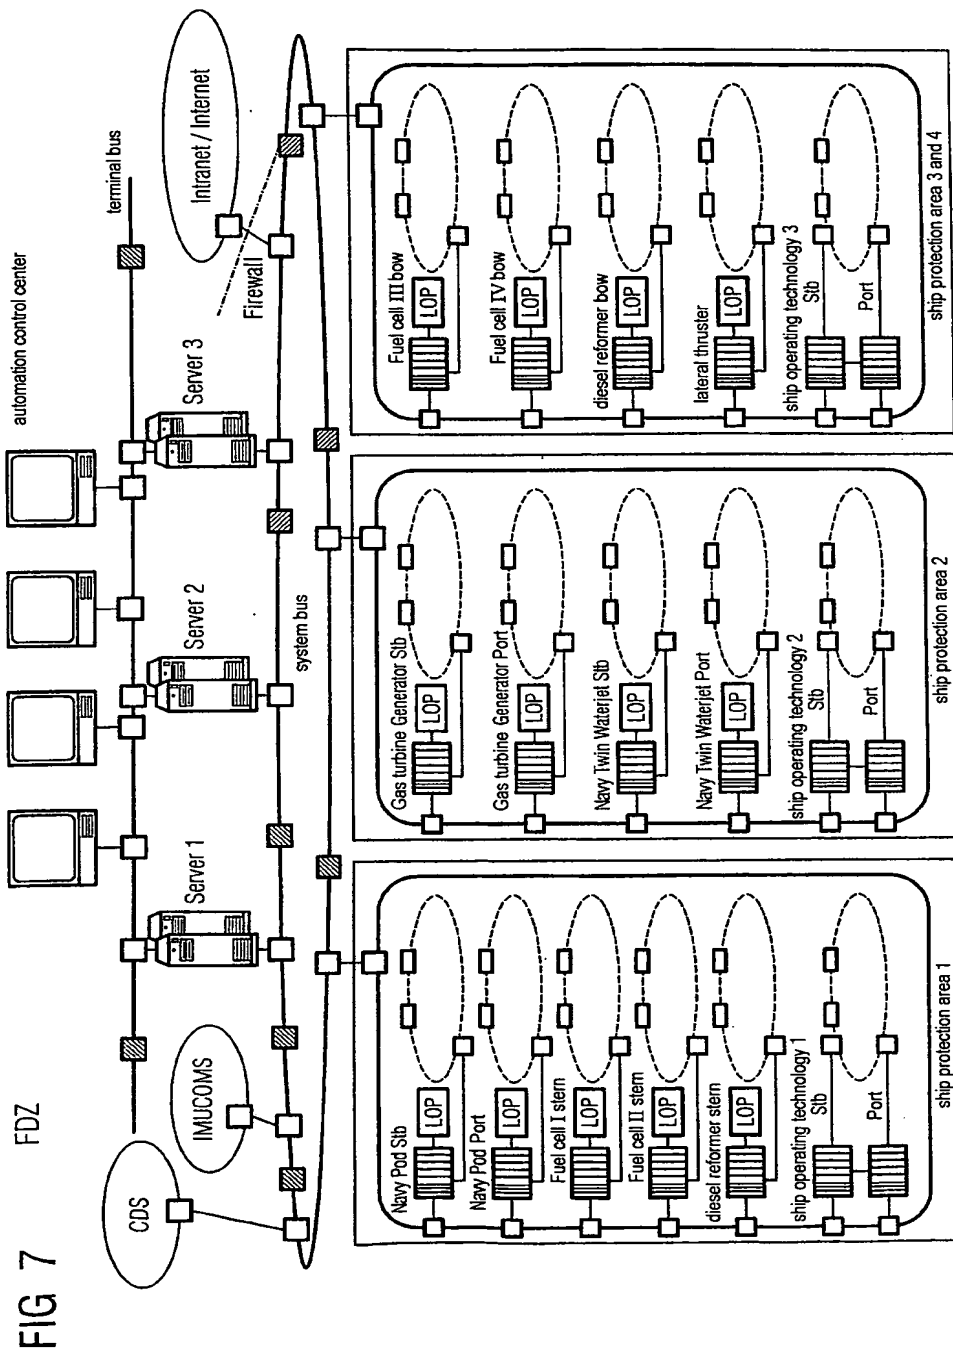 FIG 7
FDZ
automation control center
terminal bus
CDS
IMUCOMS
Server 1
Server 2
Server 3
Intranet / Internet
Firewall
system bus
Navy Pod Stb
LOP
Navy Pod Port
LOP
Fuel cell I stern
LOP
Fuel cell II stern
LOP
diesel reformer stern
LOP
ship operating technology 1
Stb
Port
ship protection area 1
Gas turbine Generator Stb
LOP
Gas turbine Generator Port
LOP
Navy Twin Waterjet Stb
LOP
Navy Twin Waterjet Port
LOP
ship operating technology 2
Stb
Port
ship protection area 2
Fuel cell III bow
LOP
Fuel cell IV bow
LOP
diesel reformer bow
LOP
lateral thruster
LOP
ship operating technology 3
Stb
Port
ship protection area 3 and 4